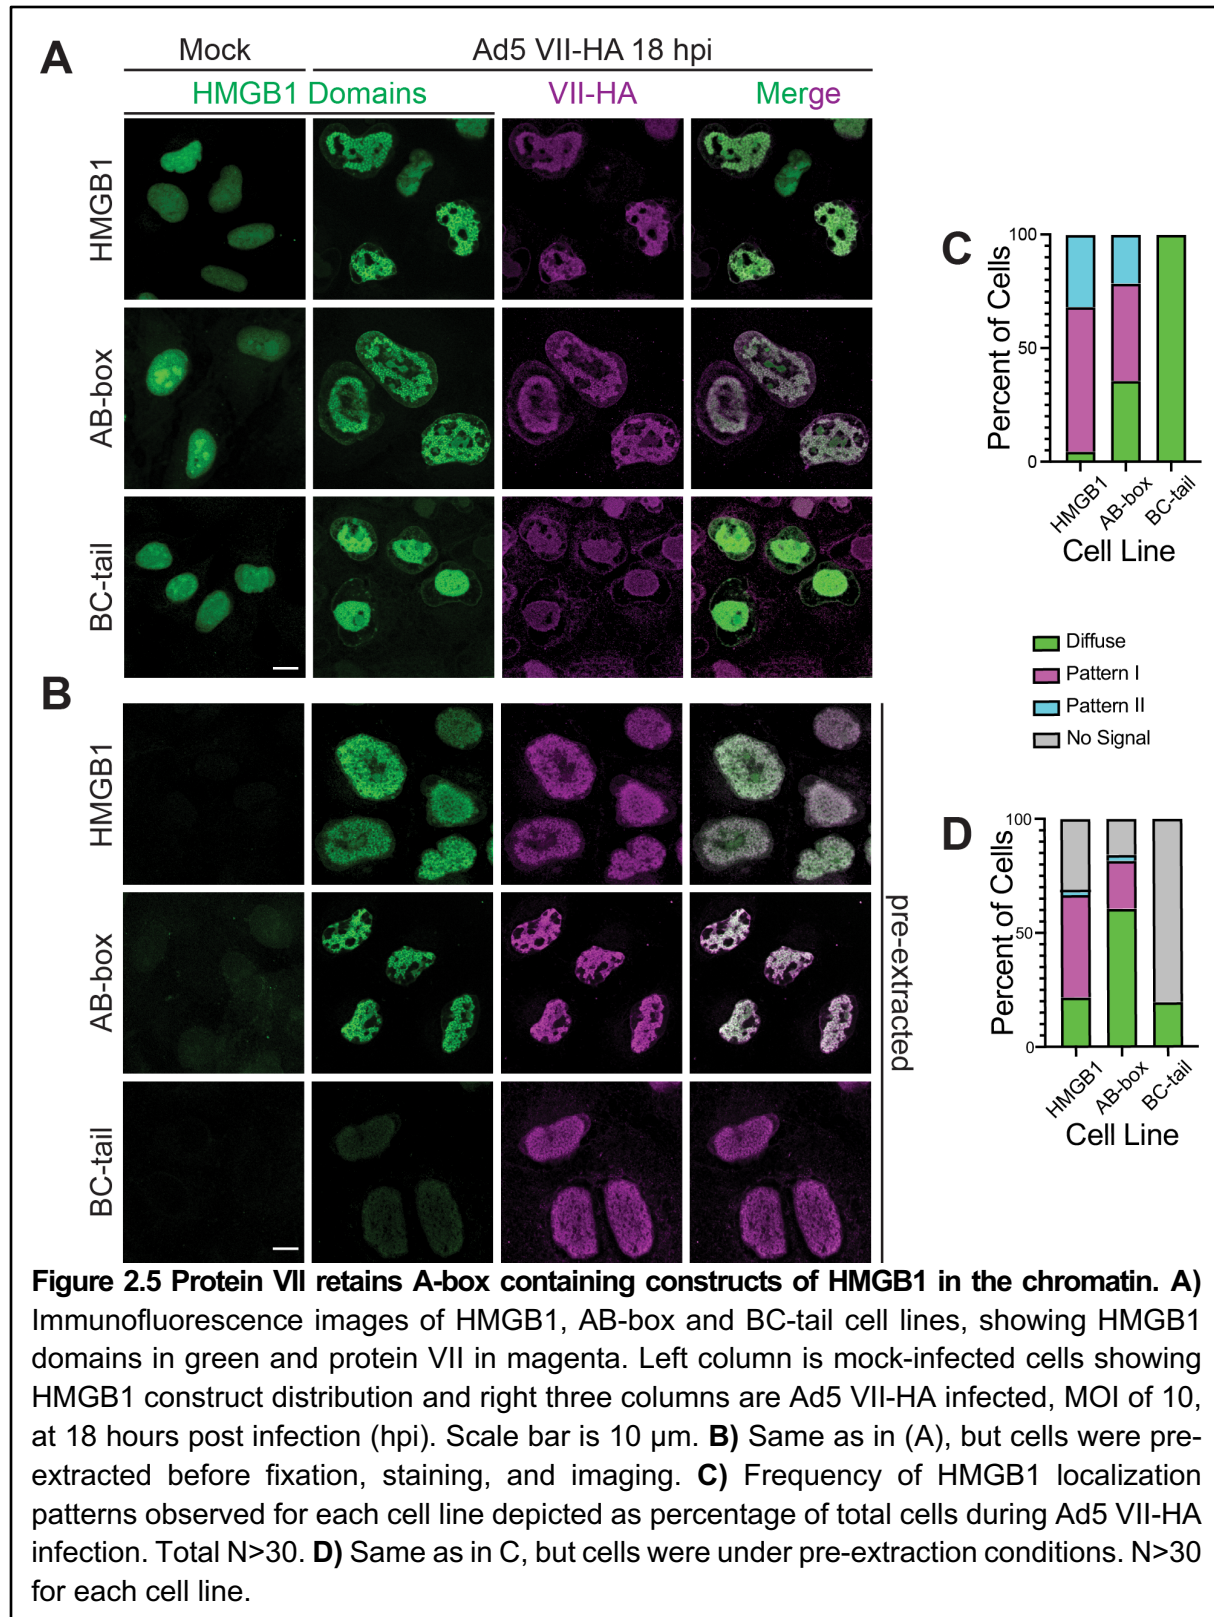 A
Mock
Ad5 VII-HA 18 hpi
HMGB1 Domains
VII-HA
Merge
HMGB1
AB-box
BC-tail
B
HMGB1
AB-box
BC-tail
pre-extracted
C
Percent of Cells
100
50
0
HMGB1
AB-box
BC-tail
Cell Line
Diffuse
Pattern I
Pattern II
No Signal
D
Percent of Cells
100
50
0
HMGB1
AB-box
BC-tail
Cell Line
Figure 2.5 Protein VII retains A-box containing constructs of HMGB1 in the chromatin. A)
Immunofluorescence images of HMGB1, AB-box and BC-tail cell lines, showing HMGB1
domains in green and protein VII in magenta. Left column is mock-infected cells showing
HMGB1 construct distribution and right three columns are Ad5 VII-HA infected, MOI of 10,
at 18 hours post infection (hpi). Scale bar is 10 µm. B) Same as in (A), but cells were pre-
extracted before fixation, staining, and imaging. C) Frequency of HMGB1 localization
patterns observed for each cell line depicted as percentage of total cells during Ad5 VII-HA
infection. Total N>30. D) Same as in C, but cells were under pre-extraction conditions. N>30
for each cell line.